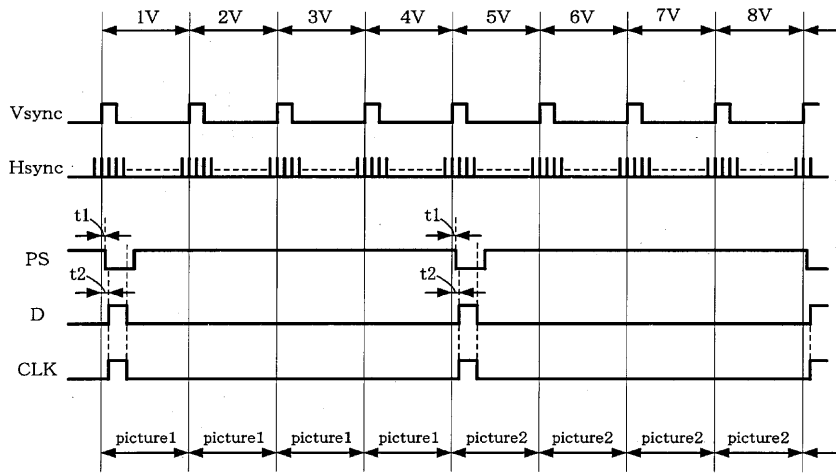 1V 2V 3V 4V 5V 6V 7V 8V
Vsync
Hsync
t1 t1
PS
t2 t2
D
CLK
picture1 picture1 picture1 picture1 picture2 picture2 picture2 picture2